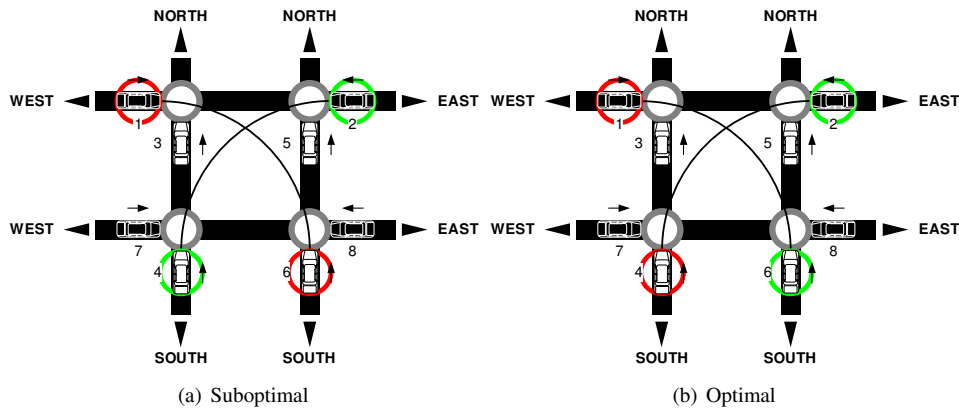 NORTH NORTH NORTH NORTH
WEST EAST WEST EAST
1 2 1 2
3 5 3 5
WEST EAST WEST EAST
7 8 7 8
4 6 4 6
SOUTH SOUTH SOUTH SOUTH
(a) Suboptimal (b) Optimal